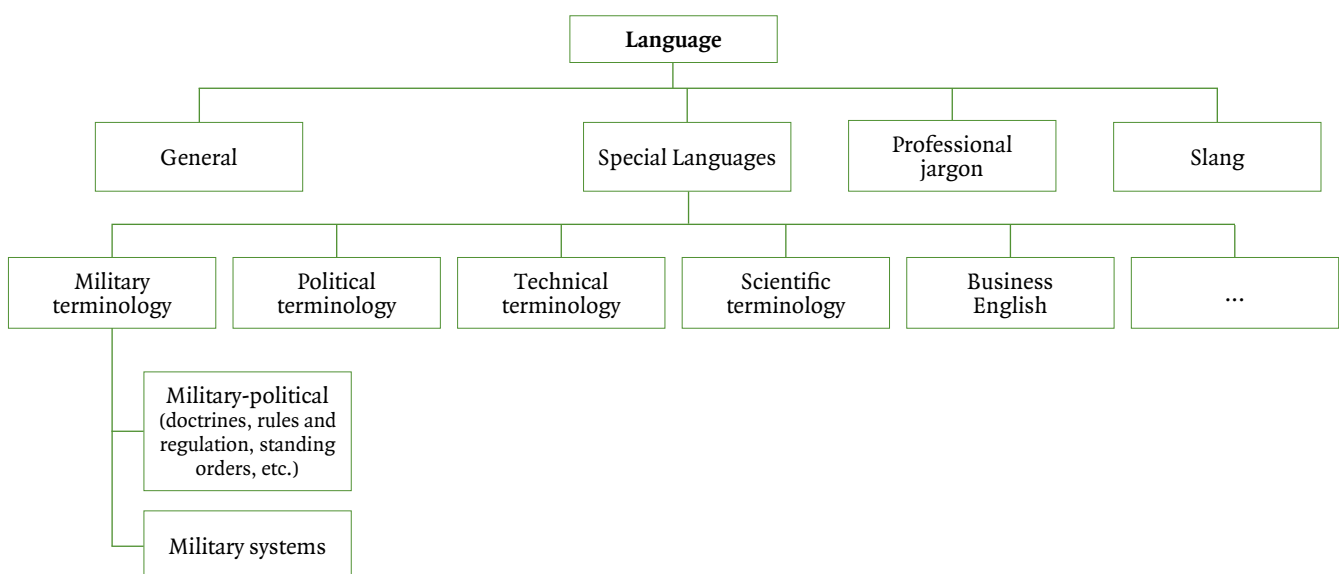 Language
General
Special Languages
Professional
jargon
Slang
Military
terminology
Political
terminology
Technical
terminology
Scientific
terminology
Business
English
...
Military-political
(doctrines, rules and
regulation, standing
orders, etc.)
Military systems